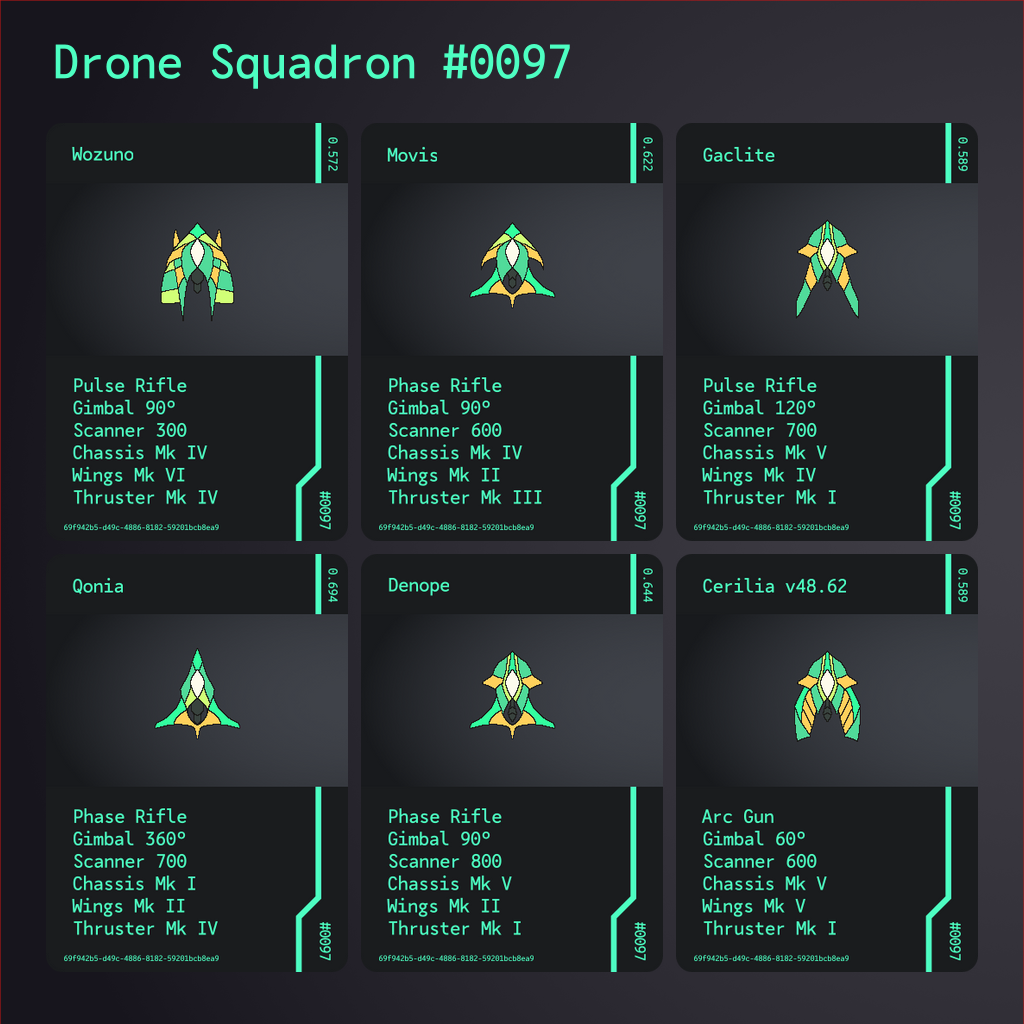 Drone Squadron #0097
Wozuno
0.572
Pulse Rifle
Gimbal 90º
Scanner 300
Chassis Mk IV
Wings Mk VI
Thruster Mk IV
#0097
69f942b5-d49c-4886-8182-59201bcb8ea9
Movis
0.622
Phase Rifle
Gimbal 90º
Scanner 600
Chassis Mk IV
Wings Mk II
Thruster Mk III
#0097
69f942b5-d49c-4886-8182-59201bcb8ea9
Gaclite
0.589
Pulse Rifle
Gimbal 120º
Scanner 700
Chassis Mk V
Wings Mk IV
Thruster Mk I
#0097
69f942b5-d49c-4886-8182-59201bcb8ea9
Qonia
0.694
Phase Rifle
Gimbal 360º
Scanner 700
Chassis Mk I
Wings Mk II
Thruster Mk IV
#0097
69f942b5-d49c-4886-8182-59201bcb8ea9
Denope
0.644
Phase Rifle
Gimbal 90º
Scanner 800
Chassis Mk V
Wings Mk II
Thruster Mk I
#0097
69f942b5-d49c-4886-8182-59201bcb8ea9
Cerilia v48.62
0.589
Arc Gun
Gimbal 60º
Scanner 600
Chassis Mk V
Wings Mk V
Thruster Mk I
#0097
69f942b5-d49c-4886-8182-59201bcb8ea9